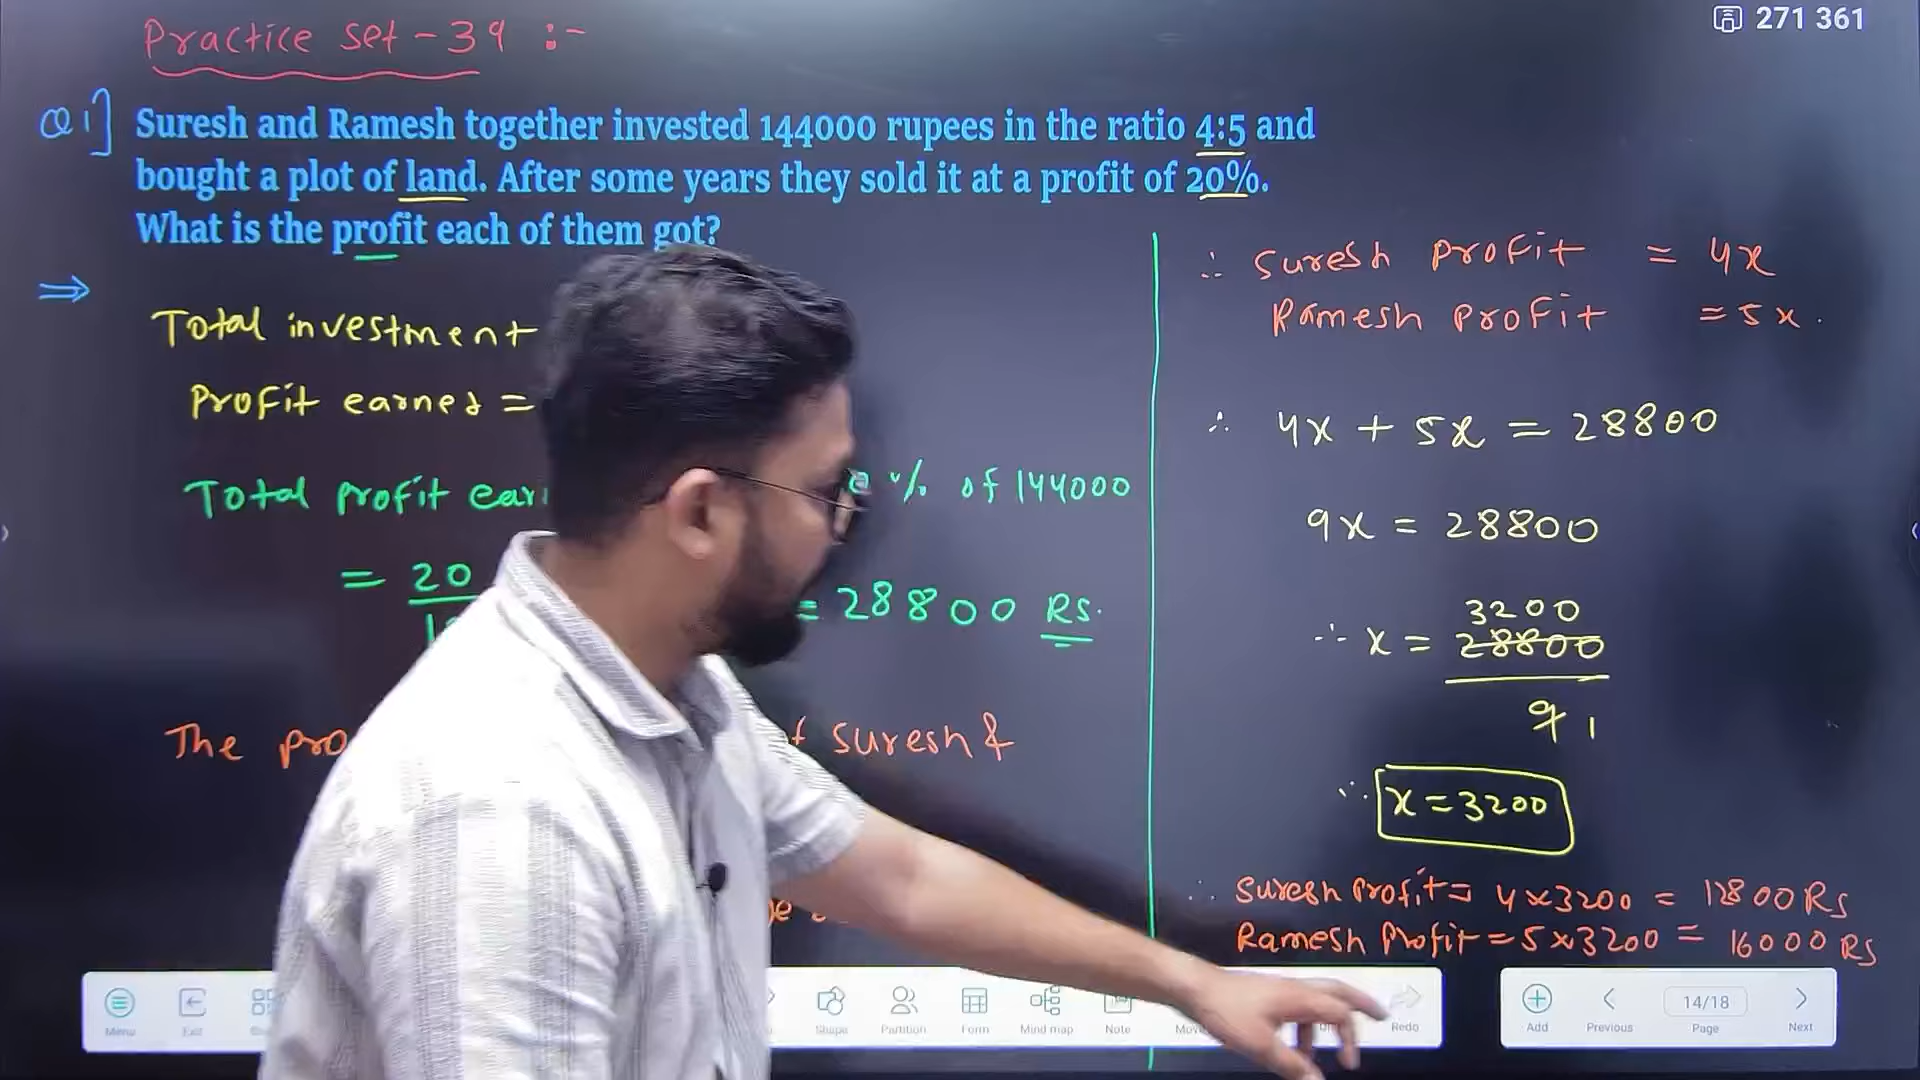 Practice set - 39 :-
271 361
Q1] Suresh and Ramesh together invested 144000 rupees in the ratio 4:5 and
bought a plot of land. After some years they sold it at a profit of 20%.
What is the profit each of them got?
⇒
Total investment
Profit earned =
Total profit
% of 144000
= 20
= 28800 RS.
The
suresh &
∴ Suresh Profit = 4x
Ramesh Profit = 5x.
∴ 4x + 5x = 28800
9x = 28800
3200
∴ x = 28800
9 1
∴ x = 3200
∴ Suresh Profit = 4 x 3200 = 12800 Rs
Ramesh Profit = 5 x 3200 = 16000 RS
Menu Exit Shape Partition Form Mind map Note Redo
Add Previous 14/18 Page Next